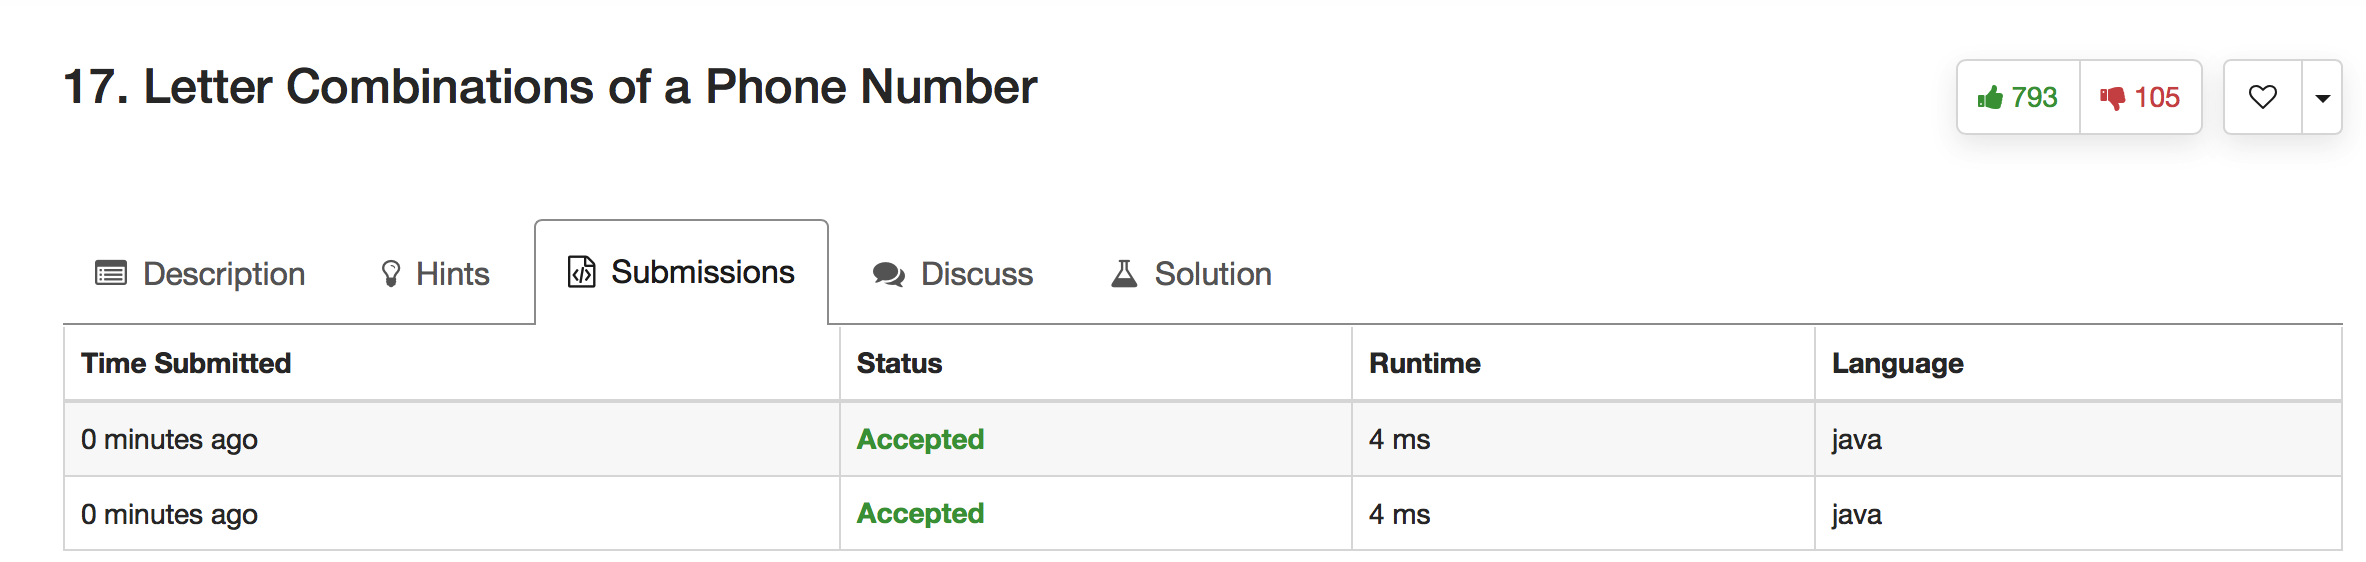 17. Letter Combinations of a Phone Number
793 105
Description Hints Submissions Discuss Solution
Time Submitted Status Runtime Language
0 minutes ago Accepted 4 ms java
0 minutes ago Accepted 4 ms java